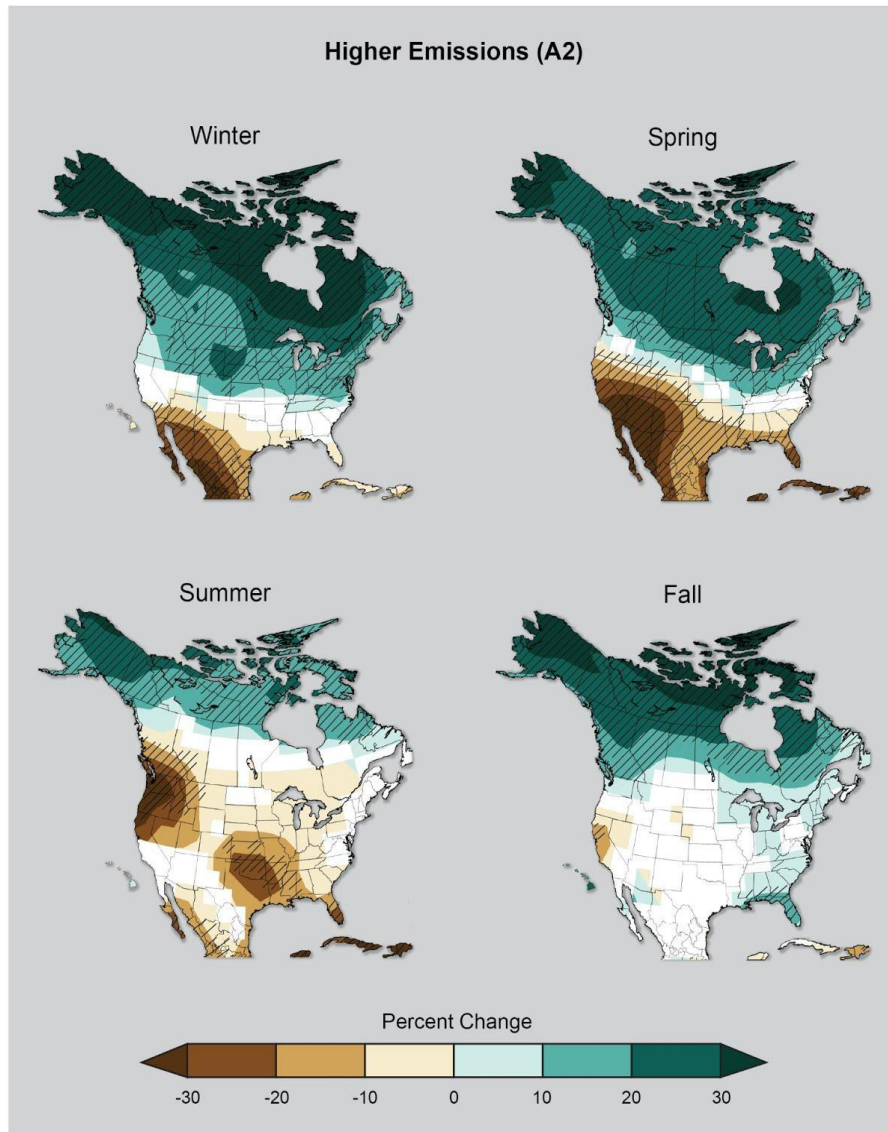 Higher Emissions (A2)
Winter
Spring
Summer
Fall
Percent Change
-30 -20 -10 0 10 20 30